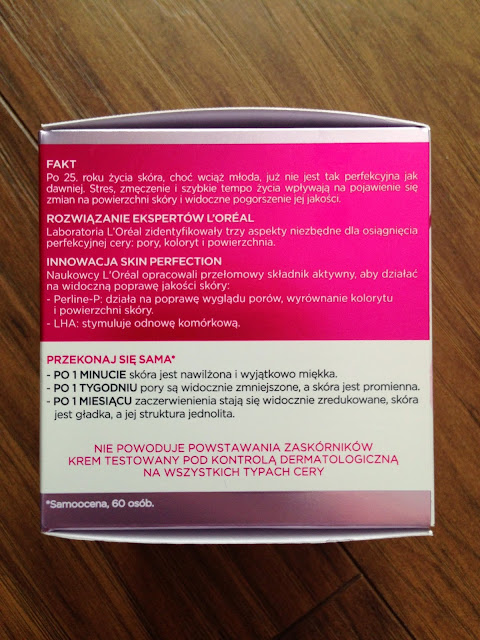 FAKT
Po 25. roku życia skóra, choć wciąż młoda, już nie jest tak perfekcyjna jak
dawniej. Stres, zmęczenie i szybkie tempo życia wpływają na pojawienie się
zmian na powierzchni skóry i widoczne pogorszenie jej jakości.
ROZWIĄZANIE EKSPERTÓW L'ORÉAL
Laboratoria L'Oréal zidentyfikowały trzy aspekty niezbędne dla osiągnięcia
perfekcyjnej cery: pory, koloryt i powierzchnia.
INNOWACJA SKIN PERFECTION
Naukowcy L'Oréal opracowali przełomowy składnik aktywny, aby działać
na widoczną poprawę jakości skóry:
- Perline-P: działa na poprawę wyglądu porów, wyrównanie kolorytu
i powierzchni skóry.
- LHA: stymuluje odnowę komórkową.
PRZEKONAJ SIĘ SAMA*
- PO 1 MINUCIE skóra jest nawilżona i wyjątkowo miękka.
- PO 1 TYGODNIU pory są widocznie zmniejszone, a skóra jest promienna.
- PO 1 MIESIĄCU zaczerwienienia stają się widocznie zredukowane, skóra
jest gładka, a jej struktura jednolita.
NIE POWODUJE POWSTAWANIA ZASKÓRNIKÓW
KREM TESTOWANY POD KONTROLĄ DERMATOLOGICZNĄ
NA WSZYSTKICH TYPACH CERY
*Samoocena, 60 osób.